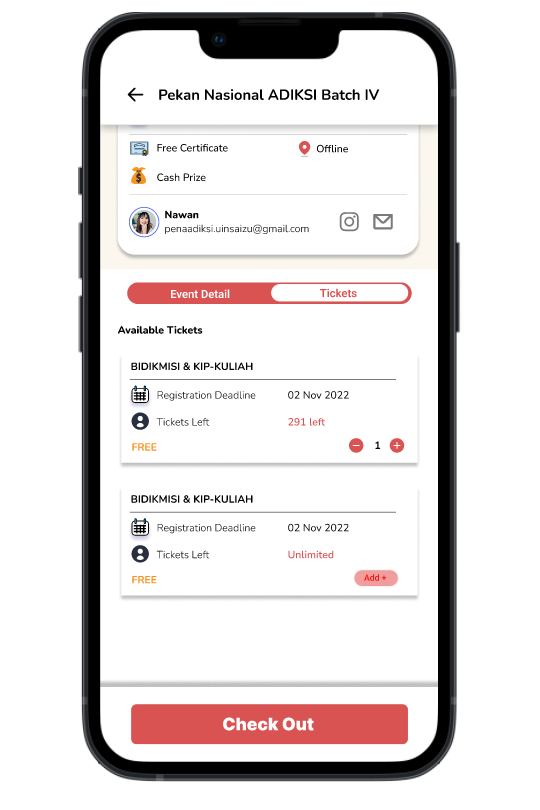 Pekan Nasional ADIKSI Batch IV
Free Certificate
Offline
Cash Prize
Nawan
penaadiksi.uinsaizu@gmail.com
Event Detail
Tickets
Available Tickets
BIDIKMISI & KIP-KULIAH
Registration Deadline
02 Nov 2022
Tickets Left
291 left
FREE
− 1 +
BIDIKMISI & KIP-KULIAH
Registration Deadline
02 Nov 2022
Tickets Left
Unlimited
FREE
Add +
Check Out